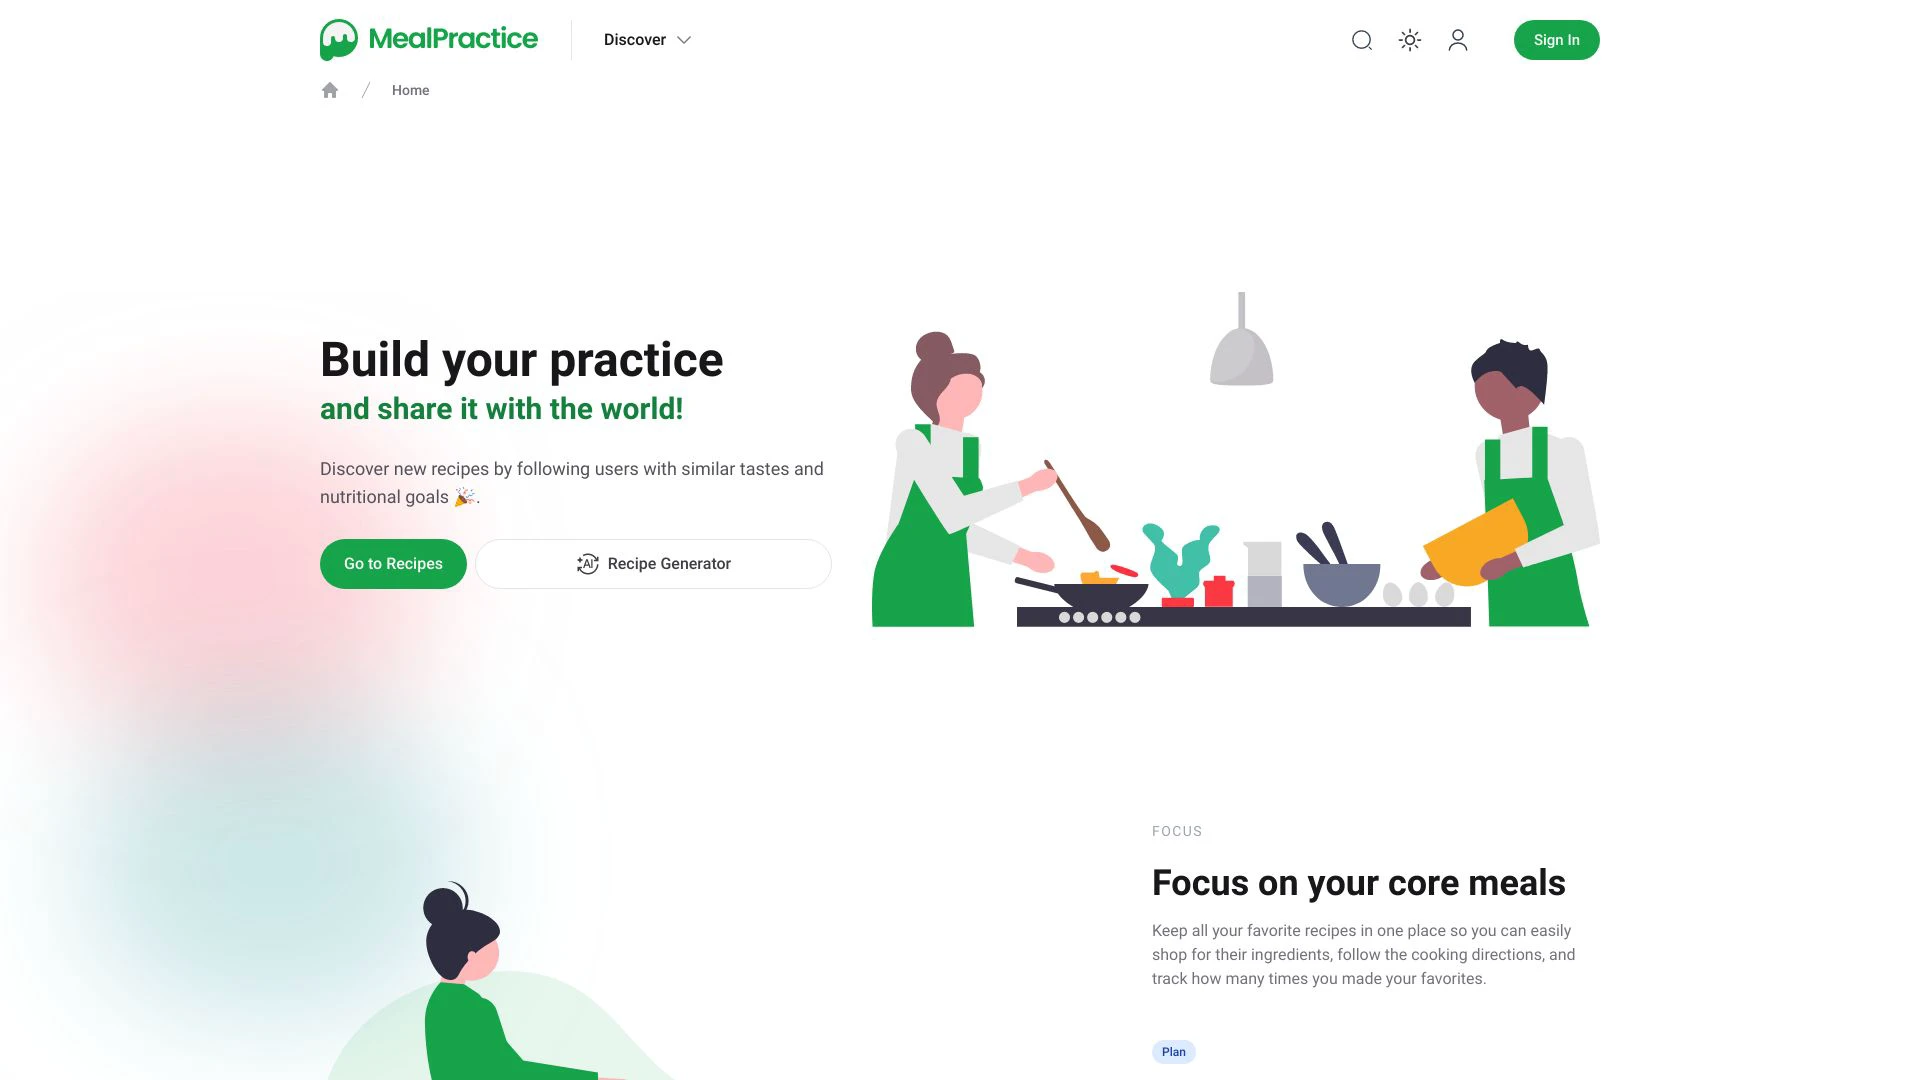 MealPractice
Discover
Sign In
/ Home
Build your practice
and share it with the world!
Discover new recipes by following users with similar tastes and
nutritional goals 🎉.
Go to Recipes
AI Recipe Generator
FOCUS
Focus on your core meals
Keep all your favorite recipes in one place so you can easily
shop for their ingredients, follow the cooking directions, and
track how many times you made your favorites.
Plan